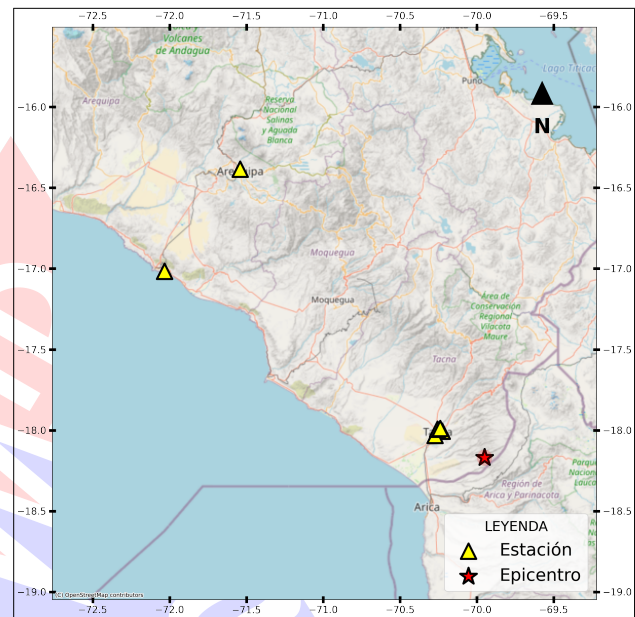 −72.5 −72.0 −71.5 −71.0 −70.5 −70.0 −69.5
Volcanes
de Andagua
Puno
Lago Titicac
Arequipa
Reserva
Nacional
Salinas
y Aguada
Blanca
−16.0 −16.0
N
Arequipa
−16.5 −16.5
Moquegua
−17.0 −17.0
Moquegua
Área de
Conservación
Regional
Vilacota
Maure
−17.5 −17.5
Tacna
−18.0 −18.0
Parqu
Nacion
Lauca
Región de
Arica y Parinacota
−18.5 −18.5
Arica
LEYENDA
Estación
Epicentro
−19.0 −19.0
(C) OpenStreetMap contributors
−72.5 −72.0 −71.5 −71.0 −70.5 −70.0 −69.5